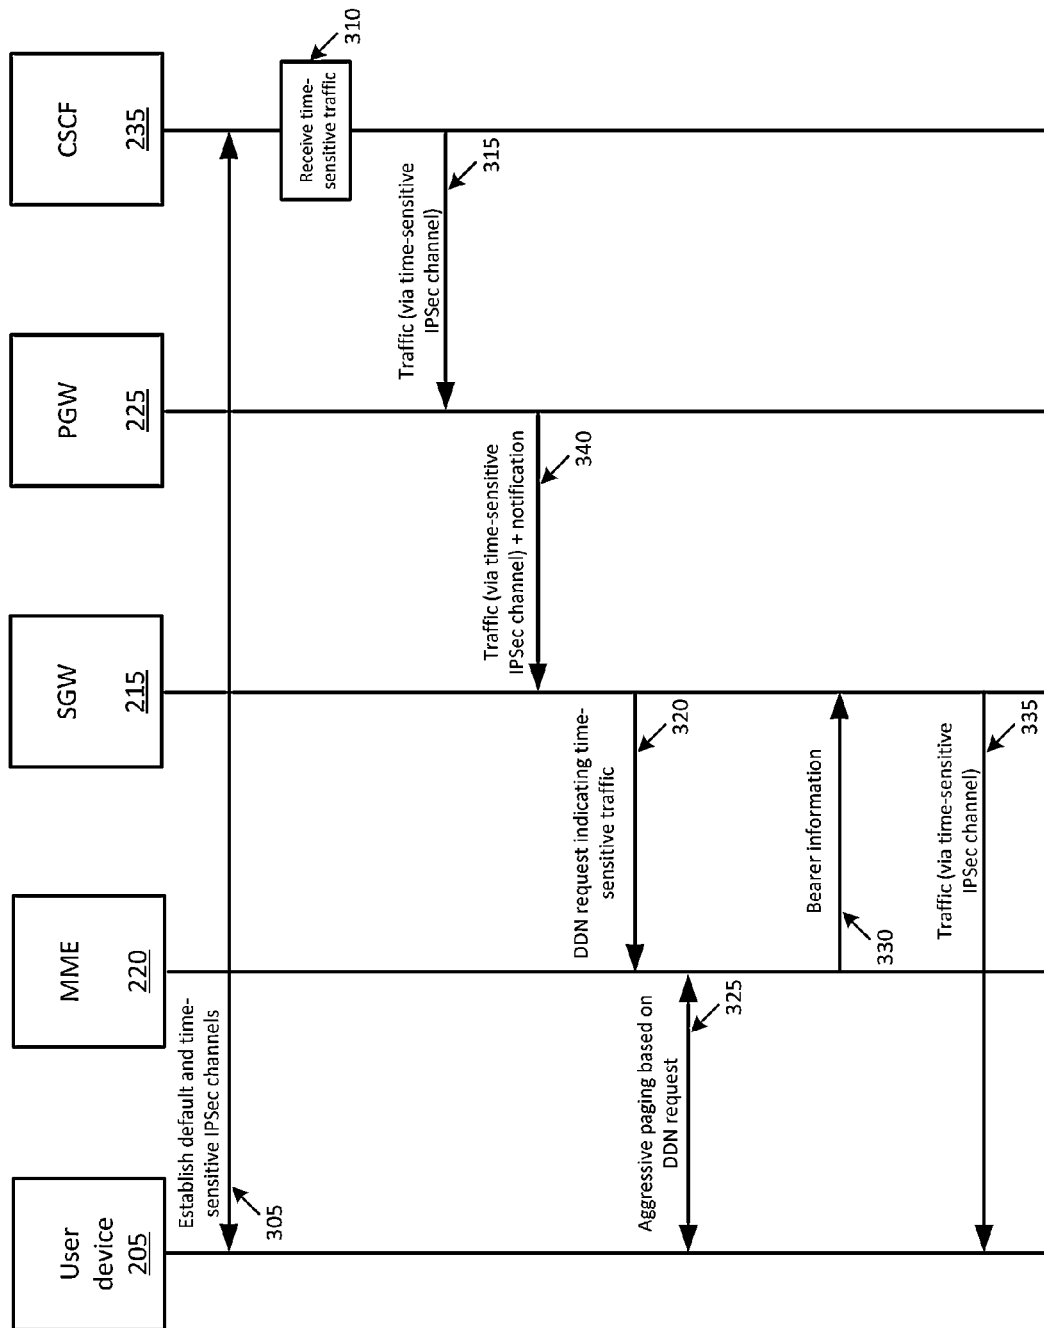 User
device
205
MME
220
SGW
215
PGW
225
CSCF
235
Establish default and time-
sensitive IPSec channels
305
Receive time-
sensitive traffic
310
Traffic (via time-sensitive
IPSec channel)
315
Traffic (via time-sensitive
IPSec channel) + notification
340
DDN request indicating time-
sensitive traffic
320
Aggressive paging based on
DDN request
325
Bearer information
330
Traffic (via time-sensitive
IPSec channel)
335